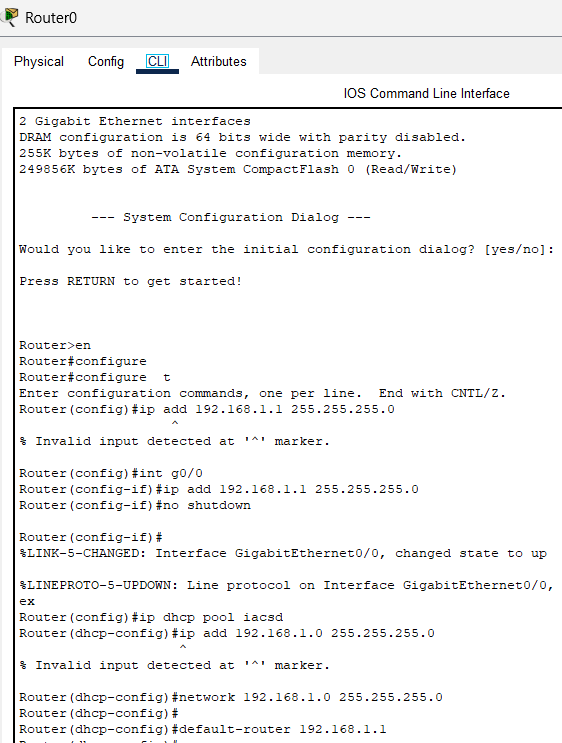 Router0
Physical Config CLI Attributes
IOS Command Line Interface
2 Gigabit Ethernet interfaces
DRAM configuration is 64 bits wide with parity disabled.
255K bytes of non-volatile configuration memory.
249856K bytes of ATA System CompactFlash 0 (Read/Write)
--- System Configuration Dialog ---
Would you like to enter the initial configuration dialog? [yes/no]:
Press RETURN to get started!
Router>en
Router#configure
Router#configure  t
Enter configuration commands, one per line.  End with CNTL/Z.
Router(config)#ip add 192.168.1.1 255.255.255.0
^
% Invalid input detected at '^' marker.
Router(config)#int g0/0
Router(config-if)#ip add 192.168.1.1 255.255.255.0
Router(config-if)#no shutdown
Router(config-if)#
%LINK-5-CHANGED: Interface GigabitEthernet0/0, changed state to up
%LINEPROTO-5-UPDOWN: Line protocol on Interface GigabitEthernet0/0,
ex
Router(config)#ip dhcp pool iacsd
Router(dhcp-config)#ip add 192.168.1.0 255.255.255.0
^
% Invalid input detected at '^' marker.
Router(dhcp-config)#network 192.168.1.0 255.255.255.0
Router(dhcp-config)#
Router(dhcp-config)#default-router 192.168.1.1